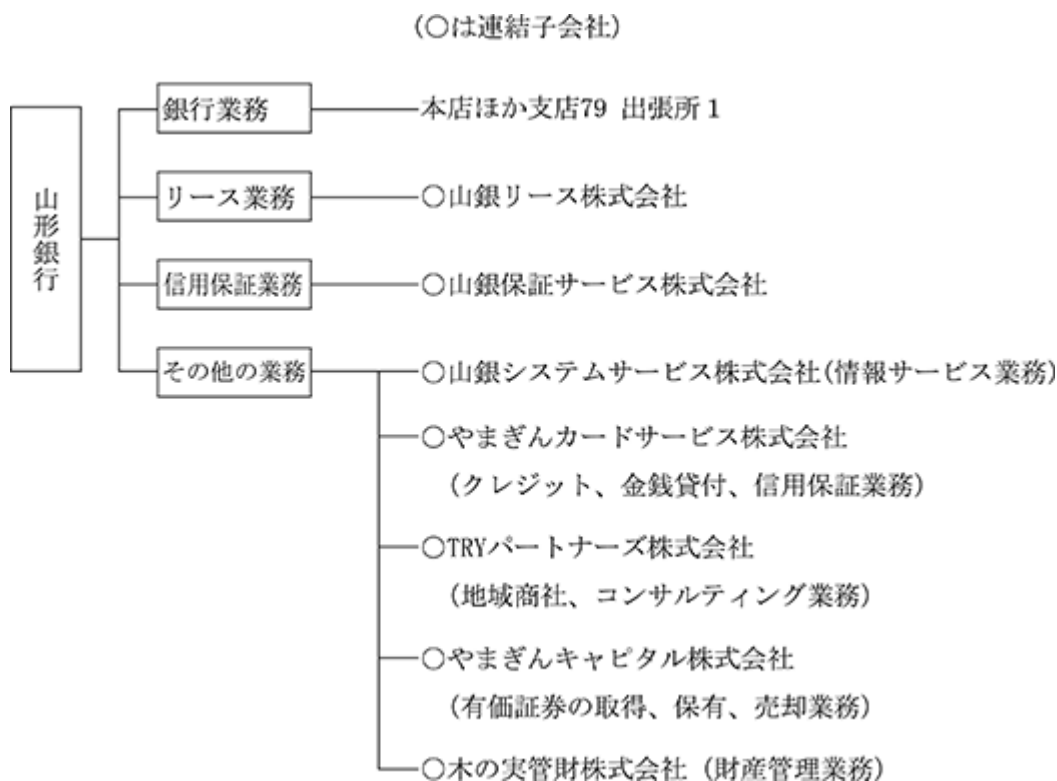 (○は連結子会社)
銀行業務
本店ほか支店79 出張所1
山形銀行
リース業務
○山銀リース株式会社
信用保証業務
○山銀保証サービス株式会社
その他の業務
○山銀システムサービス株式会社(情報サービス業務)
○やまぎんカードサービス株式会社
(クレジット、金銭貸付、信用保証業務)
○TRYパートナーズ株式会社
(地域商社、コンサルティング業務)
○やまぎんキャピタル株式会社
(有価証券の取得、保有、売却業務)
○木の実管財株式会社(財産管理業務)